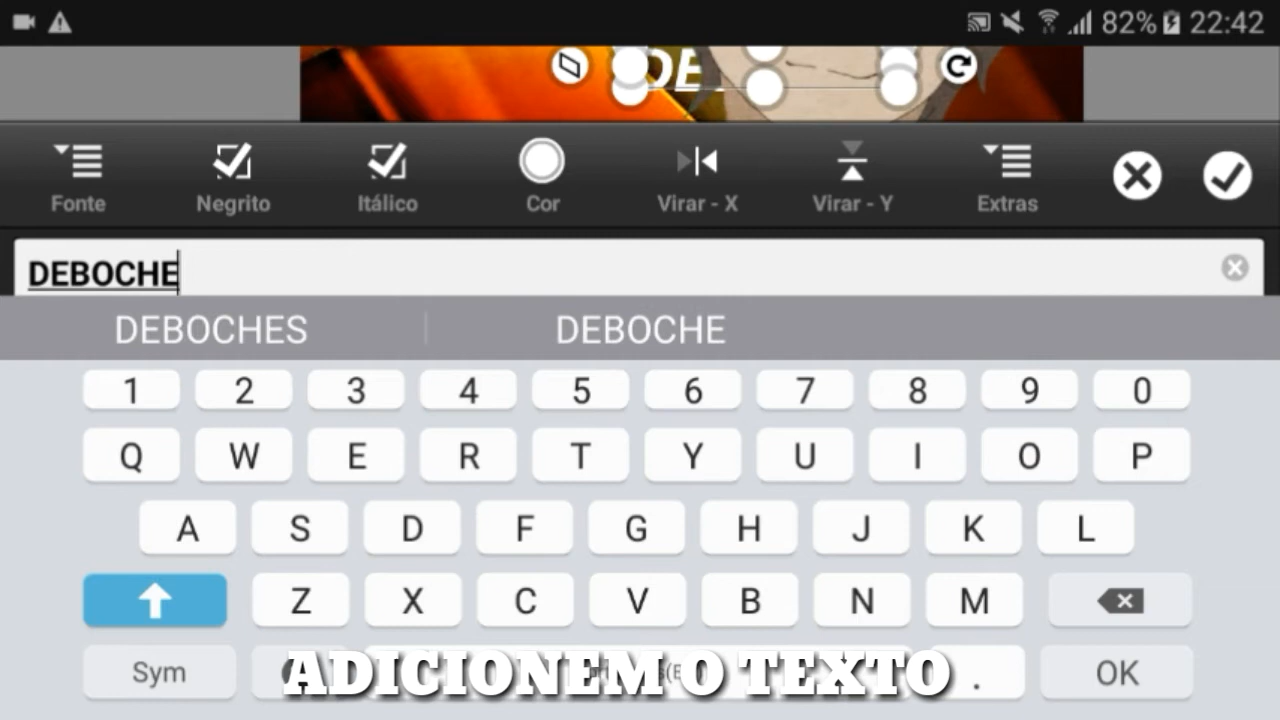 82% 22:42
DE
Fonte Negrito Itálico Cor Virar - X Virar - Y Extras
DEBOCHE
DEBOCHES DEBOCHE
1 2 3 4 5 6 7 8 9 0
Q W E R T Y U I O P
A S D F G H J K L
Z X C V B N M
Sym . OK
ADICIONEM O TEXTO